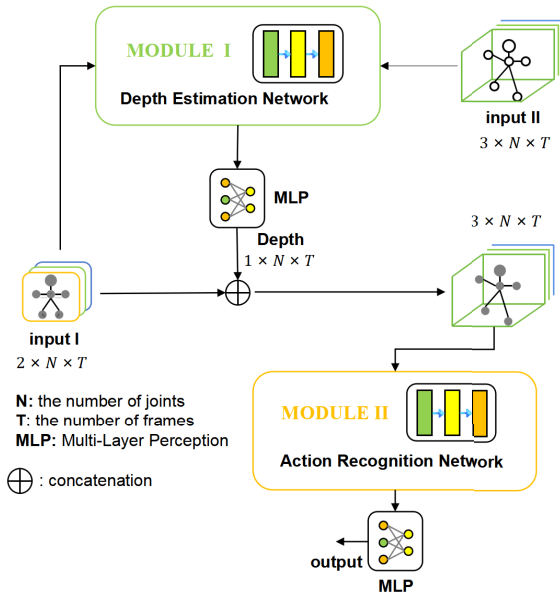 MODULE I
Depth Estimation Network
input II
3 × N × T
MLP
Depth
1 × N × T
3 × N × T
input I
2 × N × T
N: the number of joints
T: the number of frames
MLP: Multi-Layer Perception
⊕ : concatenation
MODULE II
Action Recognition Network
output
MLP